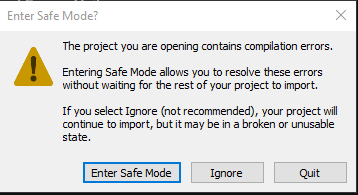 Enter Safe Mode?
The project you are opening contains compilation errors.
Entering Safe Mode allows you to resolve these errors
without waiting for the rest of your project to import.
If you select Ignore (not recommended), your project will
continue to import, but it may be in a broken or unusable
state.
Enter Safe Mode
Ignore
Quit